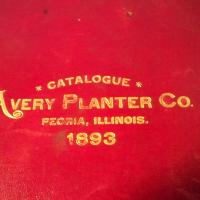 * CATALOGUE *
AVERY PLANTER CO.
PEORIA, ILLINOIS.
1893